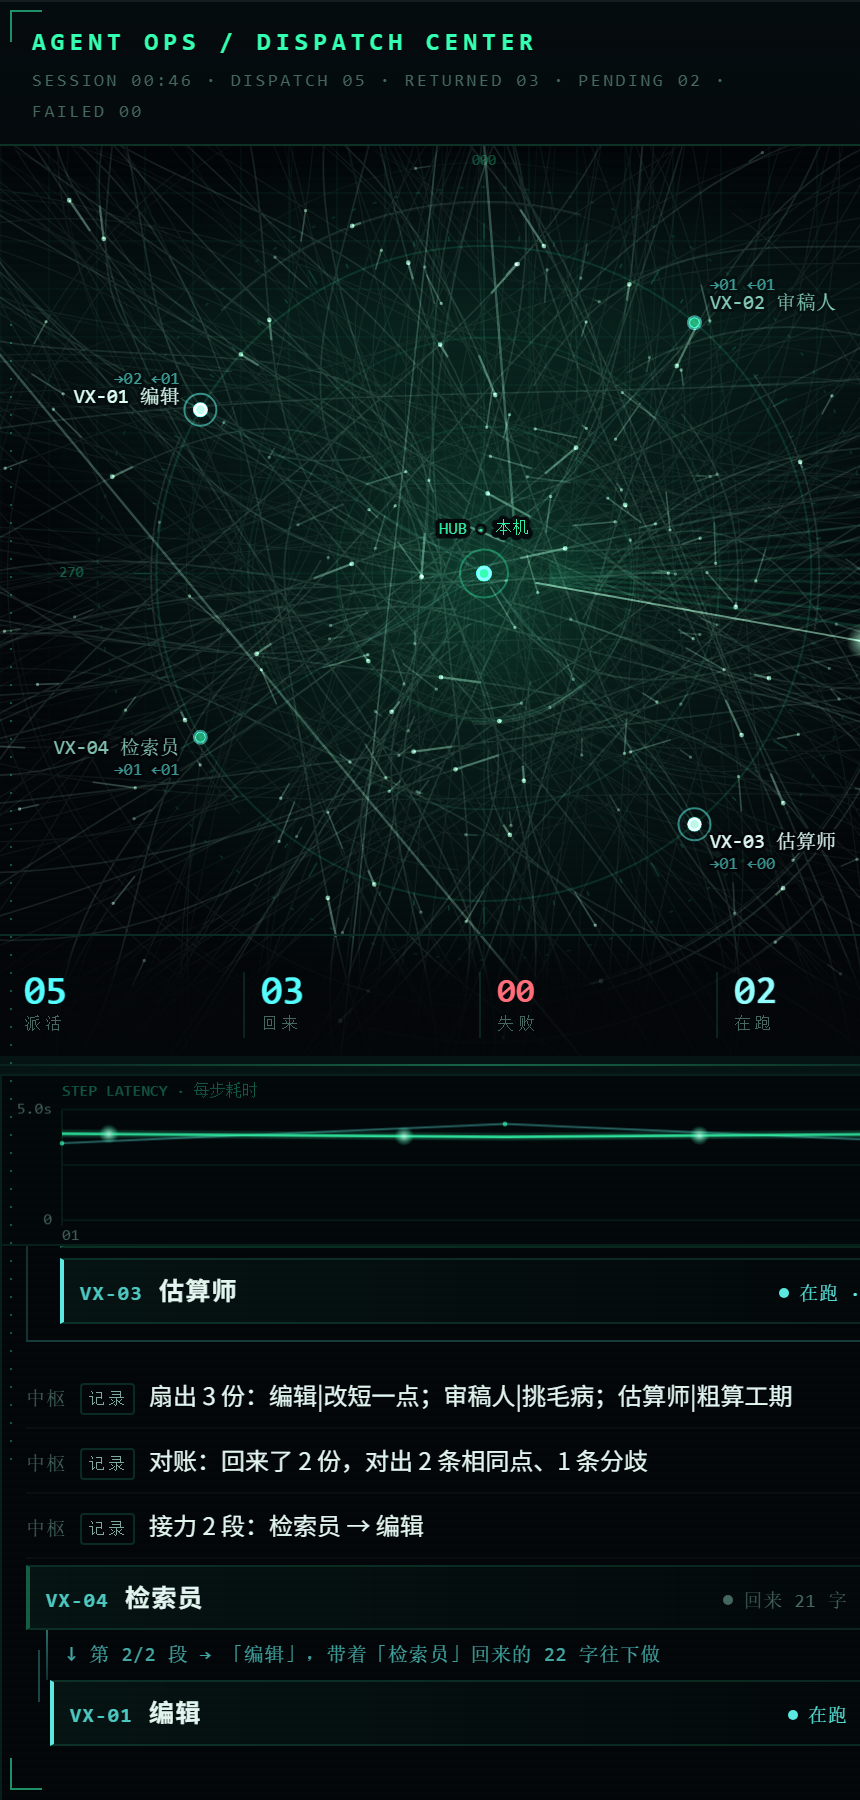 AGENT OPS / DISPATCH CENTER
SESSION 00:46 · DISPATCH 05 · RETURNED 03 · PENDING 02 ·
FAILED 00
000
→01 ←01
VX-02 审稿人
→02 ←01
VX-01 编辑
HUB · 本机
270
VX-04 检索员
→01 ←01
VX-03 估算师
→01 ←00
05
派活
03
回来
00
失败
02
在跑
STEP LATENCY · 每步耗时
5.0s
0
01
VX-03 估算师 在跑 ·
中枢 记录 扇出 3 份：编辑|改短一点；审稿人|挑毛病；估算师|粗算工期
中枢 记录 对账：回来了 2 份，对出 2 条相同点、1 条分歧
中枢 记录 接力 2 段：检索员 → 编辑
VX-04 检索员 回来 21 字
↓ 第 2/2 段 → 「编辑」，带着「检索员」回来的 22 字往下做
VX-01 编辑 在跑